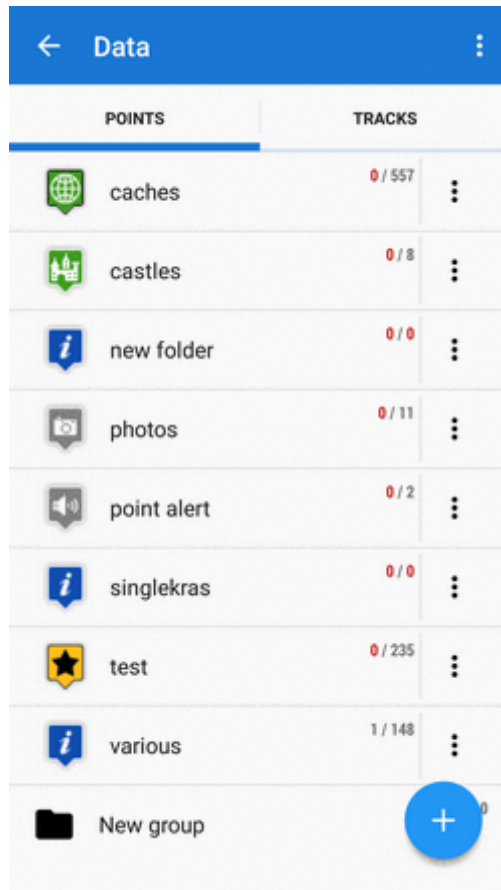 Data
POINTS TRACKS
caches 0 / 557
castles 0 / 8
i new folder 0 / 0
photos 0 / 11
point alert 0 / 2
i singlekras 0 / 0
test 0 / 235
i various 1 / 148
New group 0
+